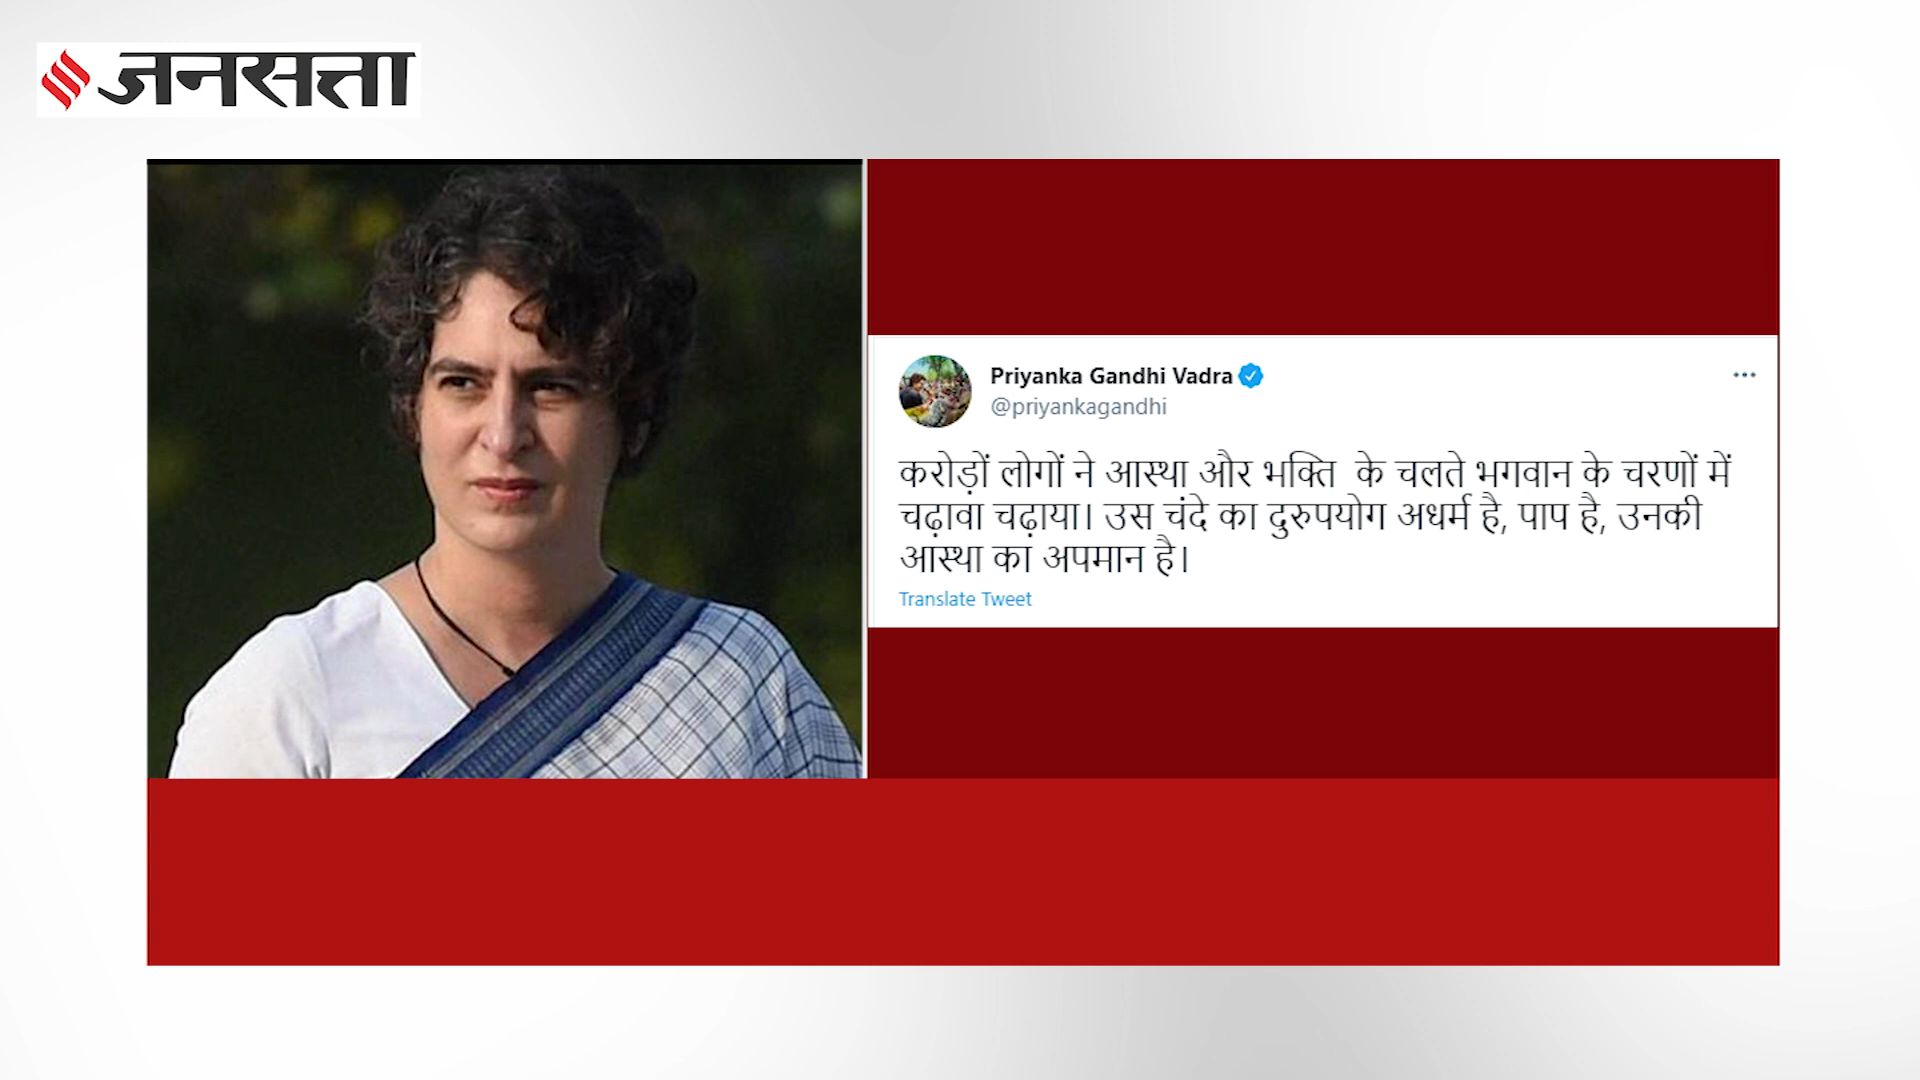 जनसत्ता
Priyanka Gandhi Vadra
@priyankagandhi
करोड़ों लोगों ने आस्था और भक्ति के चलते भगवान के चरणों में
चढ़ावा चढ़ाया। उस चंदे का दुरुपयोग अधर्म है, पाप है, उनकी
आस्था का अपमान है।
Translate Tweet